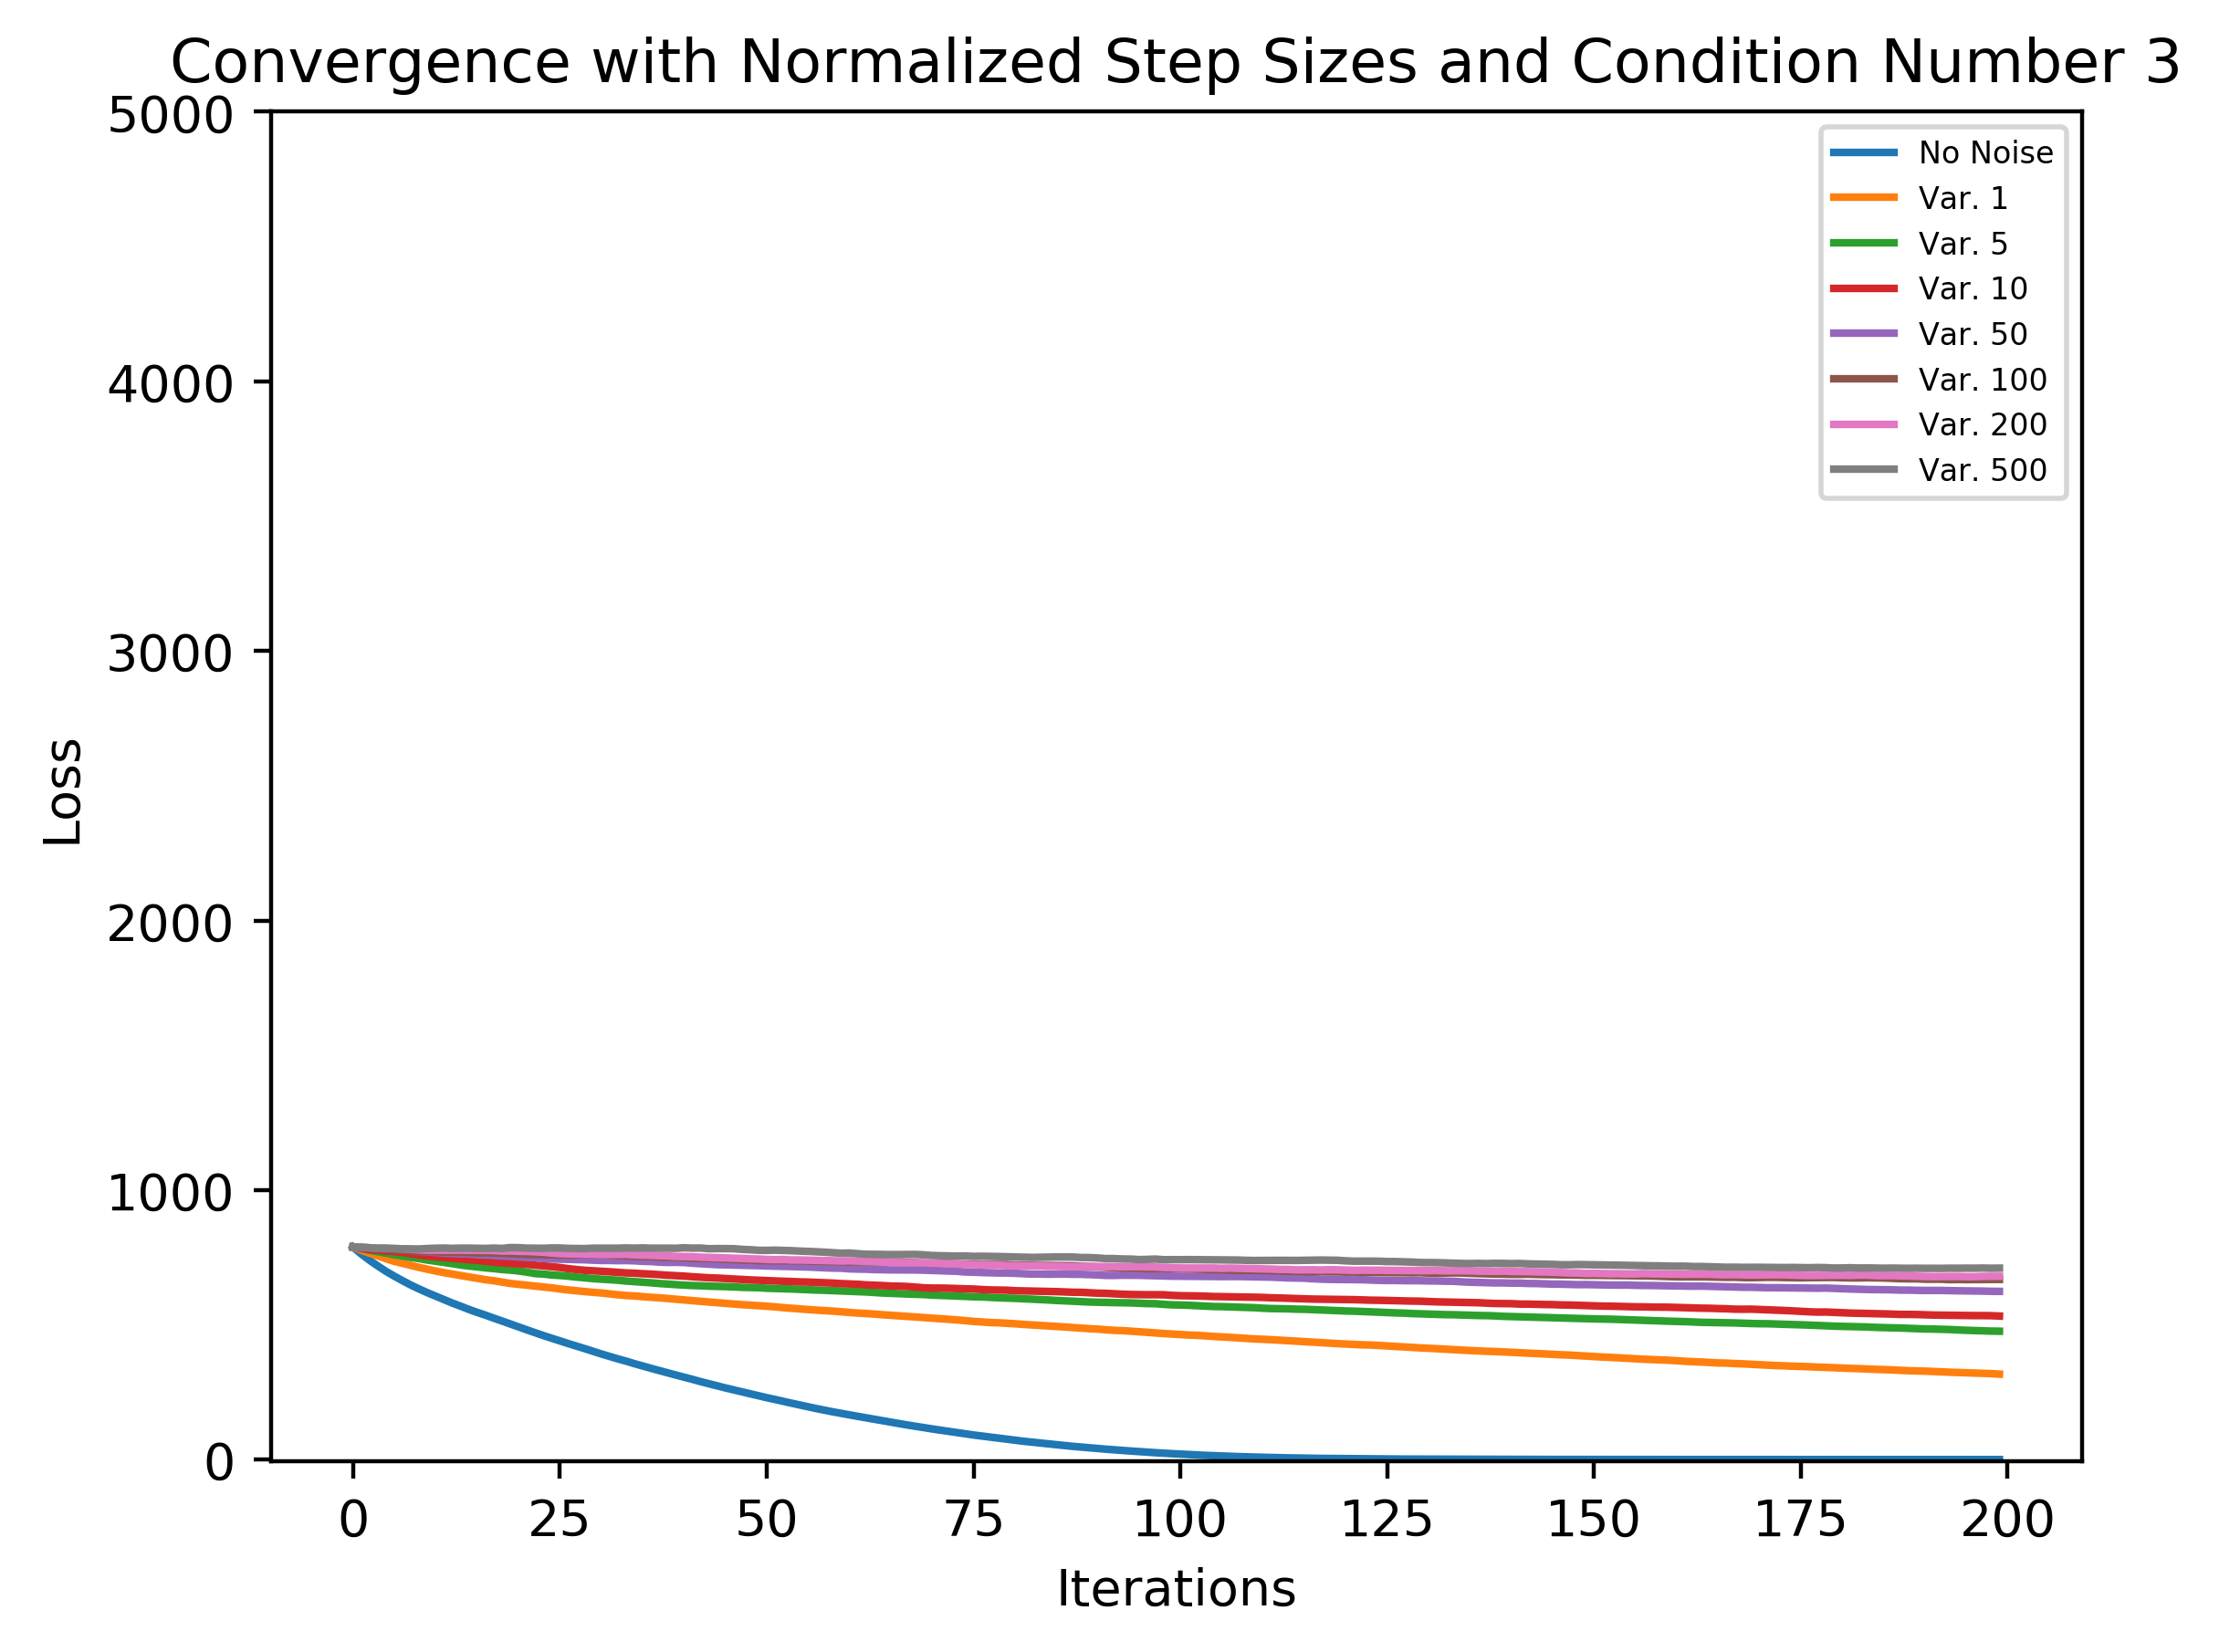 Convergence with Normalized Step Sizes and Condition Number 3
5000
4000
3000
2000
1000
0
Loss
No Noise
Var. 1
Var. 5
Var. 10
Var. 50
Var. 100
Var. 200
Var. 500
0 25 50 75 100 125 150 175 200
Iterations